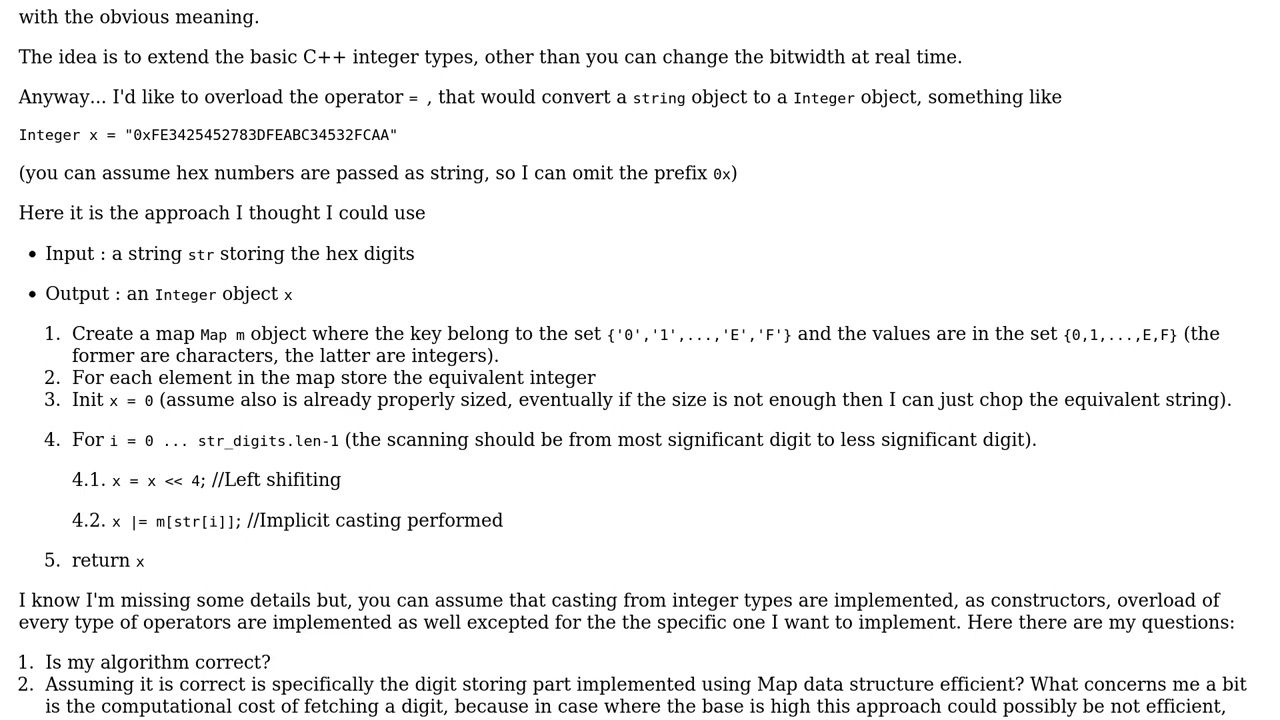 with the obvious meaning.
The idea is to extend the basic C++ integer types, other than you can change the bitwidth at real time.
Anyway... I'd like to overload the operator = , that would convert a string object to a Integer object, something like
Integer x = "0xFE3425452783DFEABC34532FCAA"
(you can assume hex numbers are passed as string, so I can omit the prefix 0x)
Here it is the approach I thought I could use
• Input : a string str storing the hex digits
• Output : an Integer object x
1. Create a map Map m object where the key belong to the set {'0','1',...,'E','F'} and the values are in the set {0,1,...,E,F} (the
former are characters, the latter are integers).
2. For each element in the map store the equivalent integer
3. Init x = 0 (assume also is already properly sized, eventually if the size is not enough then I can just chop the equivalent string).
4. For i = 0 ... str_digits.len-1 (the scanning should be from most significant digit to less significant digit).
4.1. x = x << 4; //Left shifiting
4.2. x |= m[str[i]]; //Implicit casting performed
5. return x
I know I'm missing some details but, you can assume that casting from integer types are implemented, as constructors, overload of
every type of operators are implemented as well excepted for the the specific one I want to implement. Here there are my questions:
1. Is my algorithm correct?
2. Assuming it is correct is specifically the digit storing part implemented using Map data structure efficient? What concerns me a bit
is the computational cost of fetching a digit, because in case where the base is high this approach could possibly be not efficient,